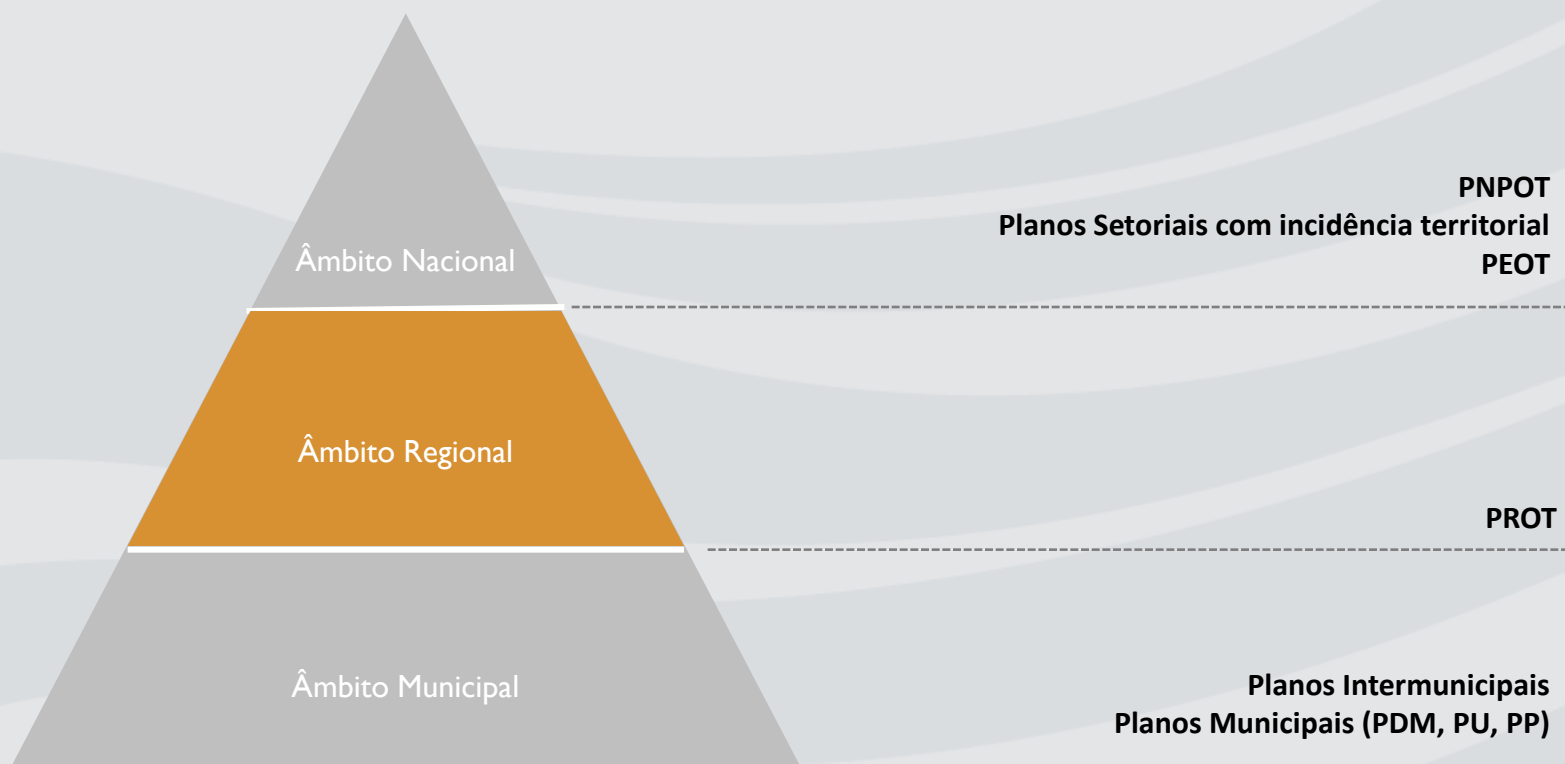 PNPOT
Planos Setoriais com incidência territorial
Âmbito Nacional
PEOT
Âmbito Regional
PROT
Âmbito Municipal
Planos Intermunicipais
Planos Municipais (PDM, PU, PP)